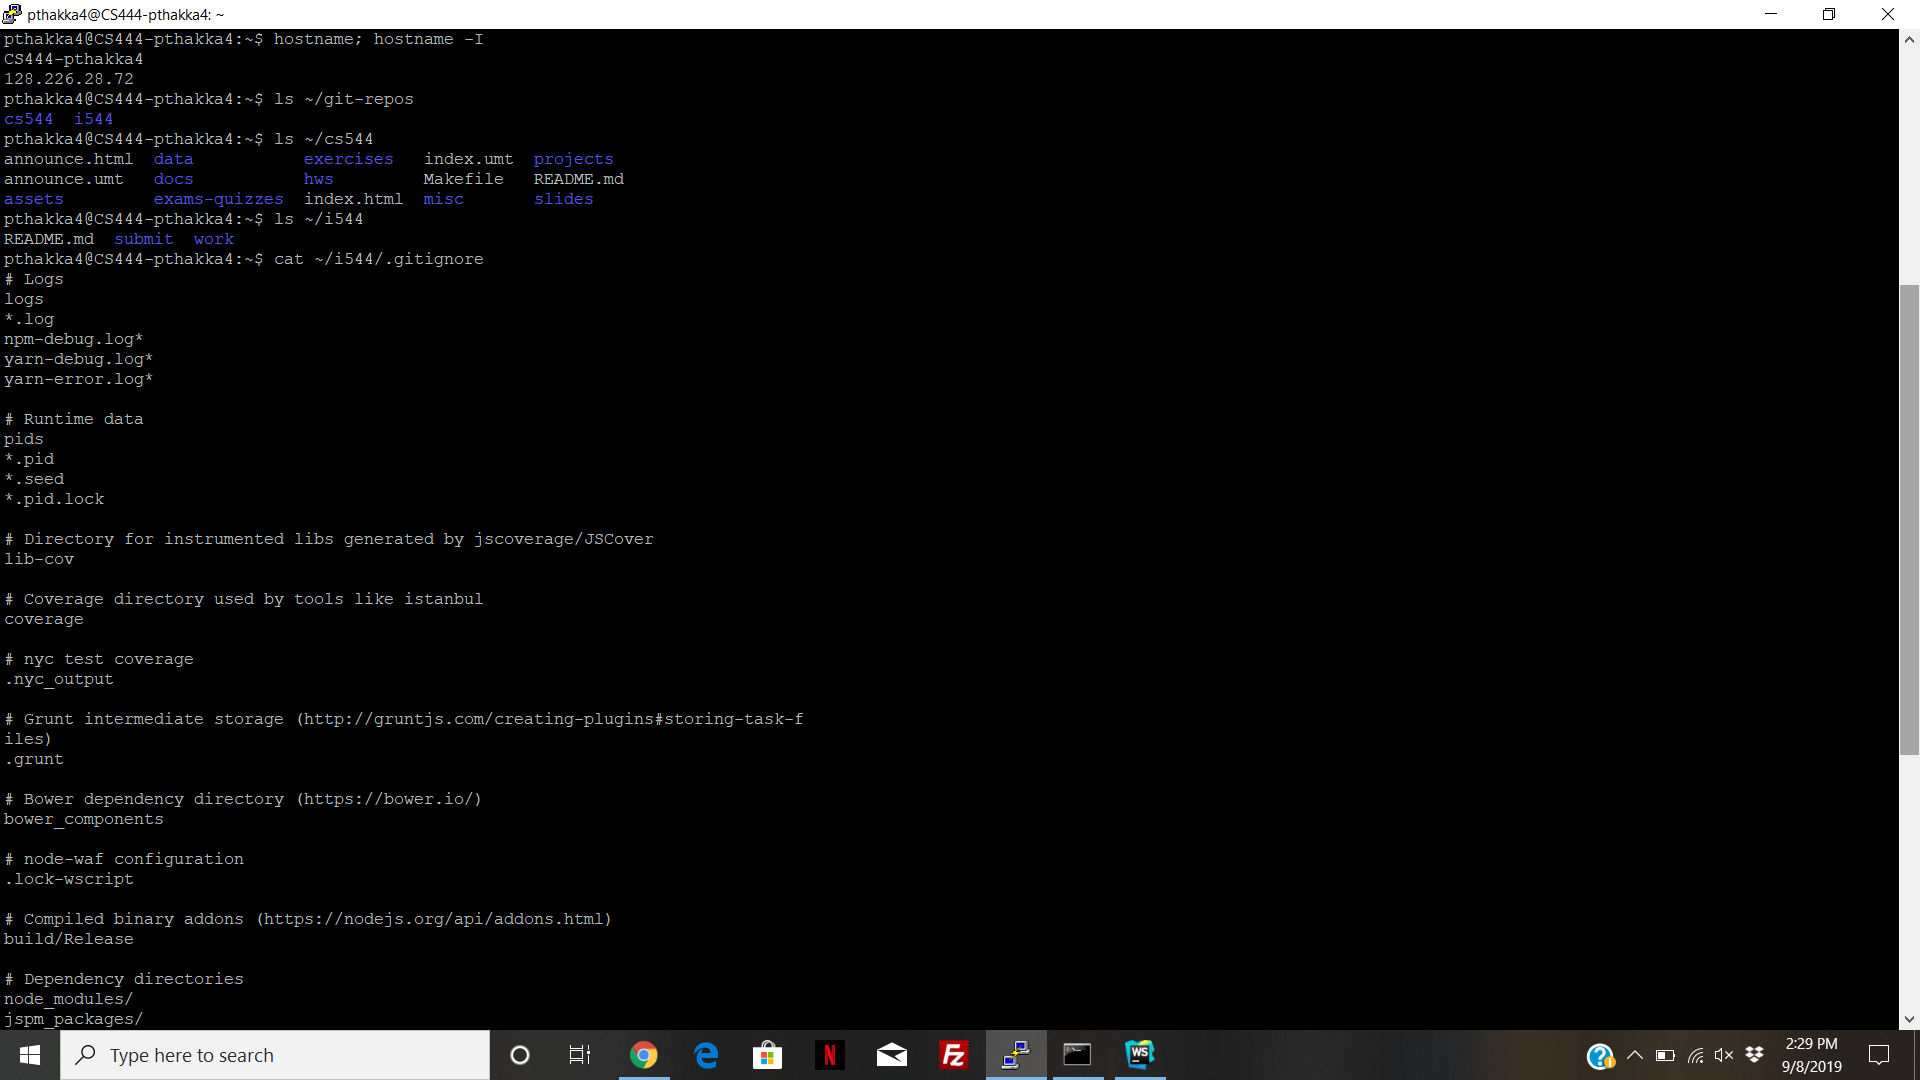 pthakka4@CS444-pthakka4: ~
pthakka4@CS444-pthakka4:~$ hostname; hostname -I
CS444-pthakka4
128.226.28.72
pthakka4@CS444-pthakka4:~$ ls ~/git-repos
cs544  i544
pthakka4@CS444-pthakka4:~$ ls ~/cs544
announce.html  data           exercises   index.umt  projects
announce.umt   docs           hws         Makefile   README.md
assets         exams-quizzes  index.html  misc       slides
pthakka4@CS444-pthakka4:~$ ls ~/i544
README.md  submit  work
pthakka4@CS444-pthakka4:~$ cat ~/i544/.gitignore
# Logs
logs
*.log
npm-debug.log*
yarn-debug.log*
yarn-error.log*
# Runtime data
pids
*.pid
*.seed
*.pid.lock
# Directory for instrumented libs generated by jscoverage/JSCover
lib-cov
# Coverage directory used by tools like istanbul
coverage
# nyc test coverage
.nyc_output
# Grunt intermediate storage (http://gruntjs.com/creating-plugins#storing-task-f
iles)
.grunt
# Bower dependency directory (https://bower.io/)
bower_components
# node-waf configuration
.lock-wscript
# Compiled binary addons (https://nodejs.org/api/addons.html)
build/Release
# Dependency directories
node_modules/
jspm_packages/
Type here to search
N
Fz
WS
2:29 PM
9/8/2019